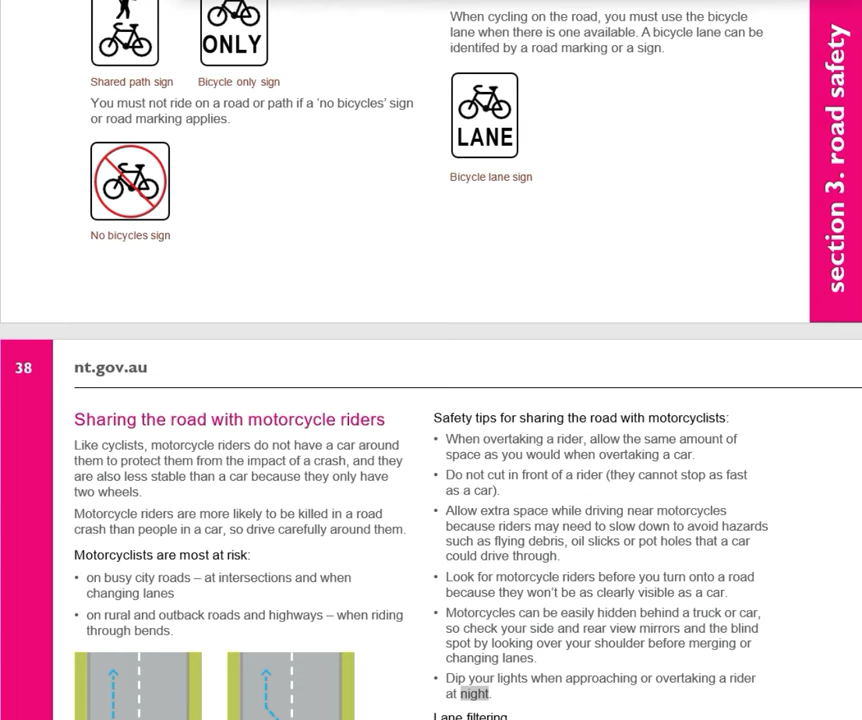 ONLY
Shared path sign
Bicycle only sign
You must not ride on a road or path if a ‘no bicycles’ sign
or road marking applies.
No bicycles sign
When cycling on the road, you must use the bicycle
lane when there is one available. A bicycle lane can be
identifed by a road marking or a sign.
LANE
Bicycle lane sign
section 3. road safety
38
nt.gov.au
Sharing the road with motorcycle riders
Like cyclists, motorcycle riders do not have a car around
them to protect them from the impact of a crash, and they
are also less stable than a car because they only have
two wheels.
Motorcycle riders are more likely to be killed in a road
crash than people in a car, so drive carefully around them.
Motorcyclists are most at risk:
• on busy city roads – at intersections and when
changing lanes
• on rural and outback roads and highways – when riding
through bends.
Safety tips for sharing the road with motorcyclists:
• When overtaking a rider, allow the same amount of
space as you would when overtaking a car.
• Do not cut in front of a rider (they cannot stop as fast
as a car).
• Allow extra space while driving near motorcycles
because riders may need to slow down to avoid hazards
such as flying debris, oil slicks or pot holes that a car
could drive through.
• Look for motorcycle riders before you turn onto a road
because they won’t be as clearly visible as a car.
• Motorcycles can be easily hidden behind a truck or car,
so check your side and rear view mirrors and the blind
spot by looking over your shoulder before merging or
changing lanes.
• Dip your lights when approaching or overtaking a rider
at night.
Lane filtering